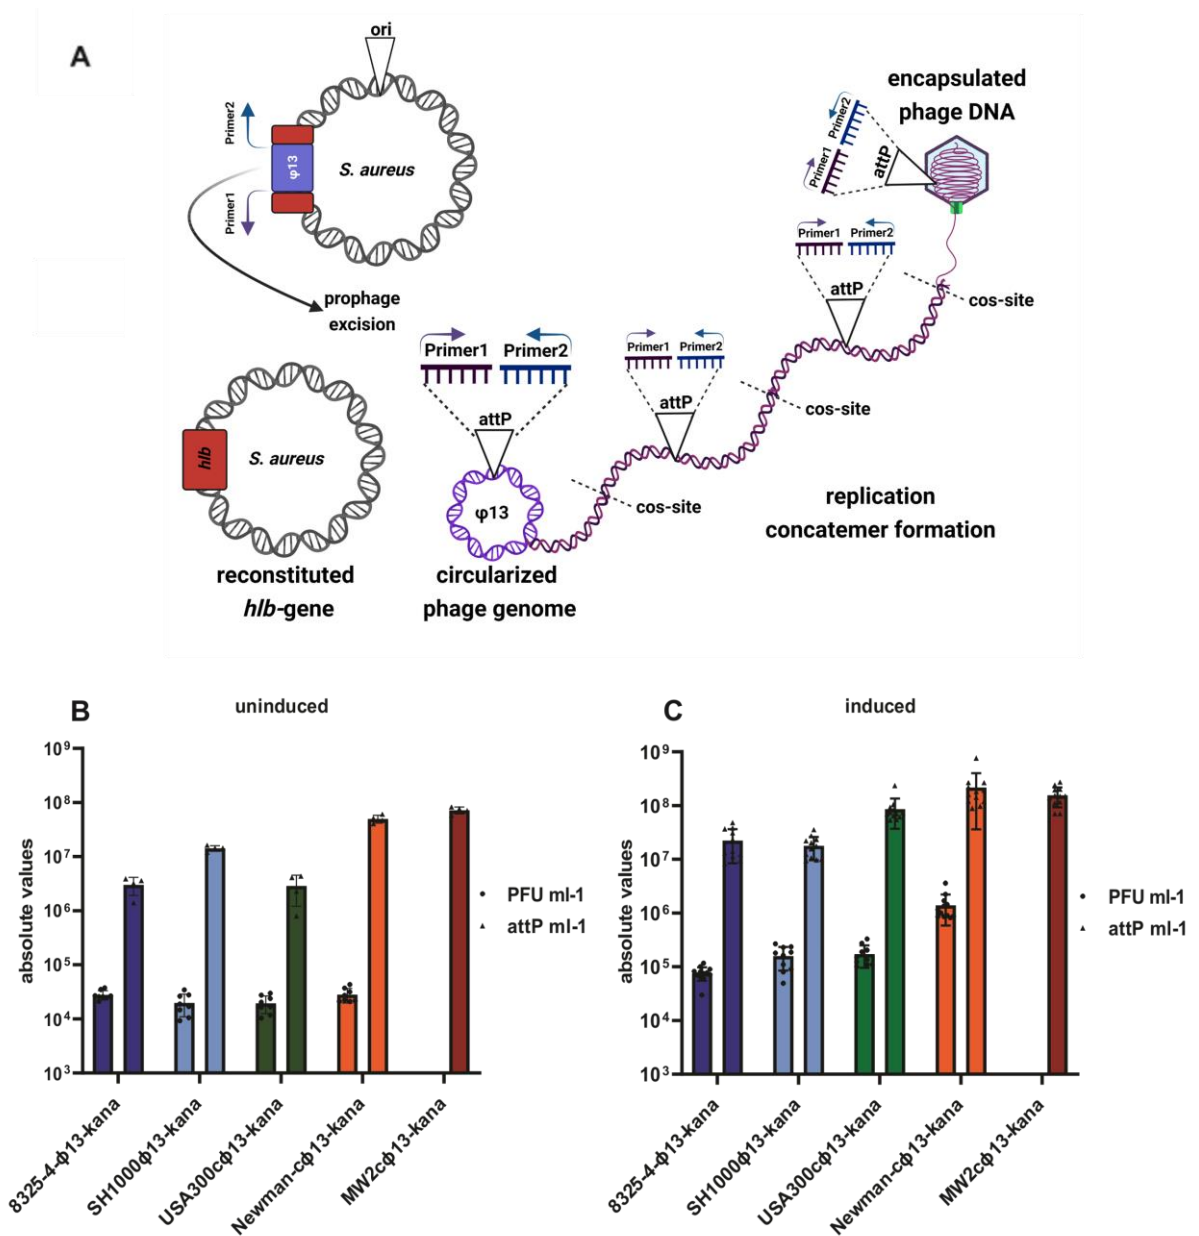 A
ori
Primer2
φ13
Primer1
S. aureus
prophage
excision
hlb
S. aureus
reconstituted
hlb-gene
Primer1
Primer2
attP
φ13
circularized
phage genome
Primer1
Primer2
attP
cos-site
Primer1
Primer2
attP
cos-site
Primer1
Primer2
attP
cos-site
encapsulated
phage DNA
replication
concatemer formation
B
uninduced
absolute values
10⁹
10⁸
10⁷
10⁶
10⁵
10⁴
10³
8325-4-ϕ13-kana
SH1000ϕ13-kana
USA300cϕ13-kana
Newman-cϕ13-kana
MW2cϕ13-kana
PFU ml-1
attP ml-1
C
induced
absolute values
10⁹
10⁸
10⁷
10⁶
10⁵
10⁴
10³
8325-4-ϕ13-kana
SH1000ϕ13-kana
USA300cϕ13-kana
Newman-cϕ13-kana
MW2cϕ13-kana
PFU ml-1
attP ml-1